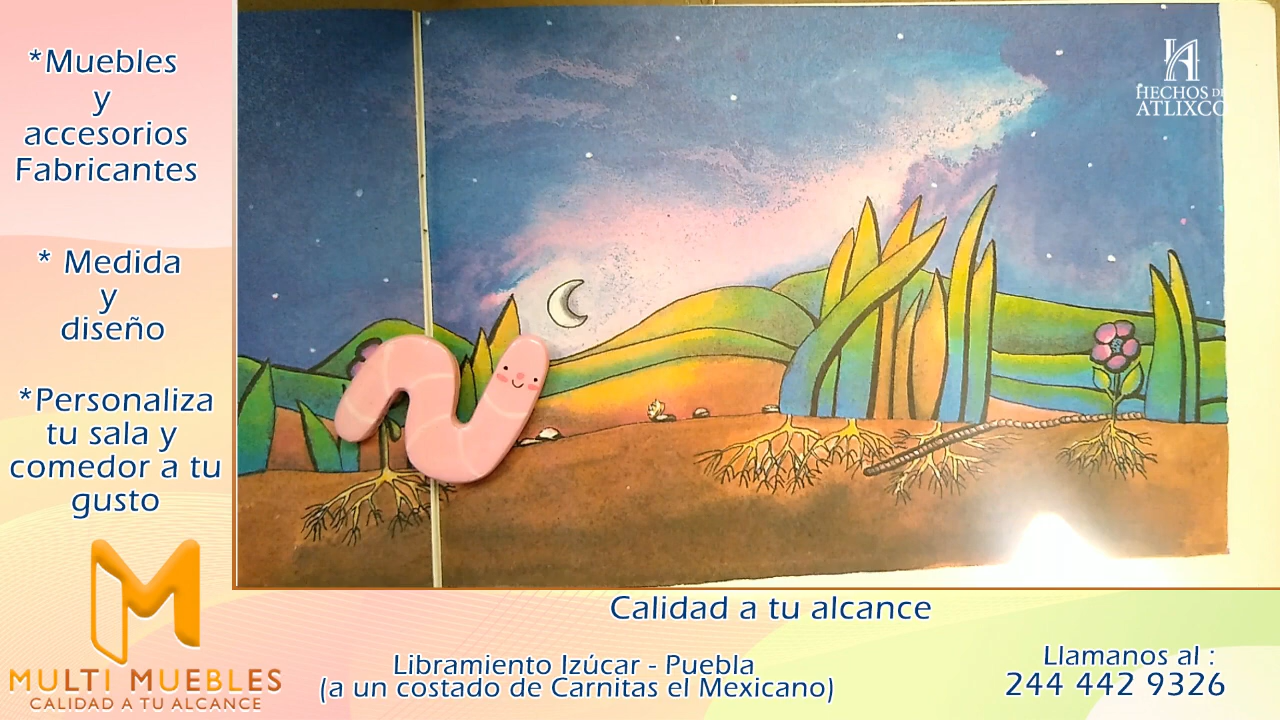 *Muebles
y
accesorios
Fabricantes
* Medida
y
diseño
*Personaliza
tu sala y
comedor a tu
gusto
MULTI MUEBLES
CALIDAD A TU ALCANCE
HECHOS DE
ATLIXCO
Calidad a tu alcance
Libramiento Izúcar - Puebla
(a un costado de Carnitas el Mexicano)
Llamanos al :
244 442 9326